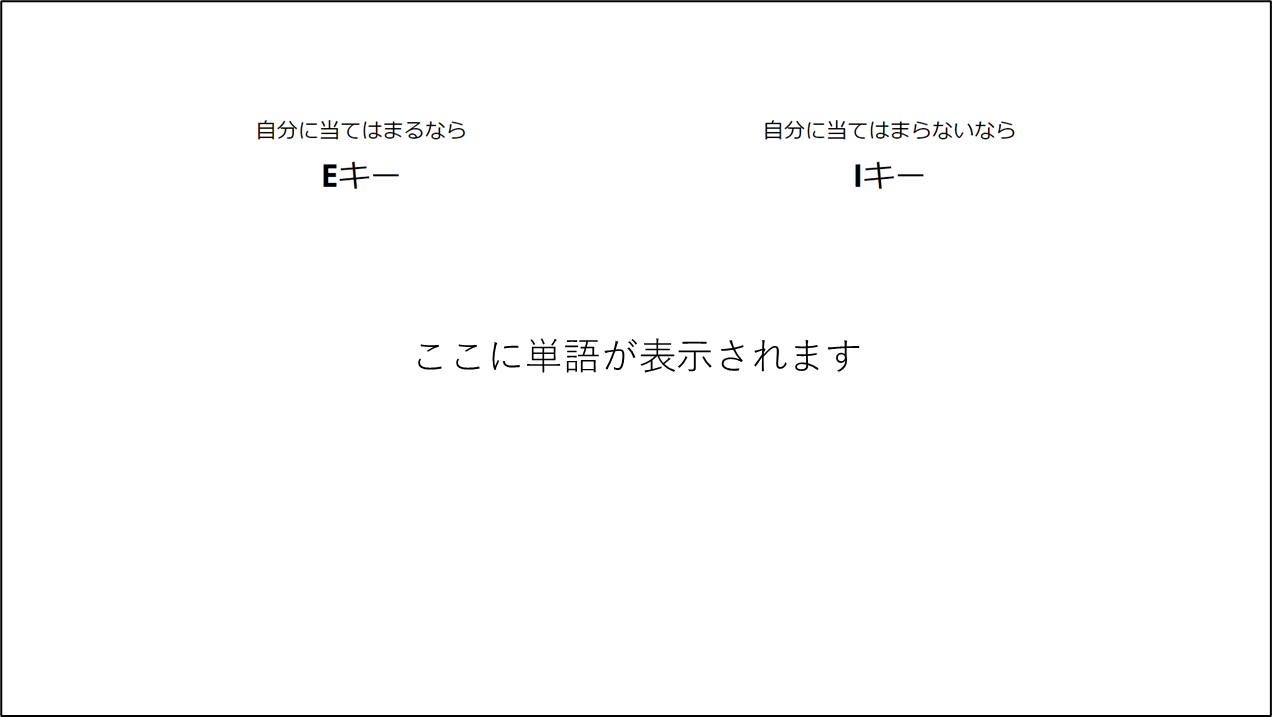 自分に当てはまるなら
Eキー
自分に当てはまらないなら
Iキー
ここに単語が表示されます